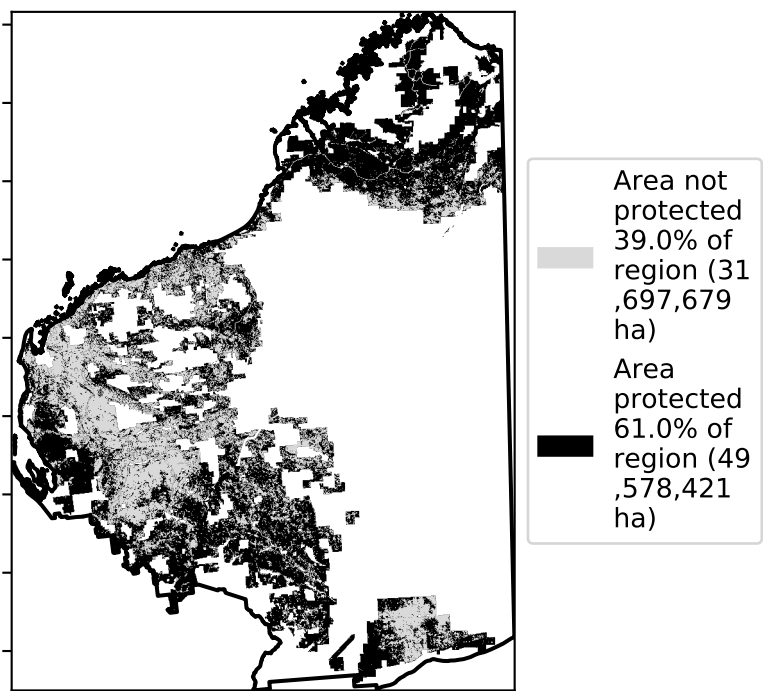 Area not
protected
39.0% of
region (31
,697,679
ha)
Area
protected
61.0% of
region (49
,578,421
ha)